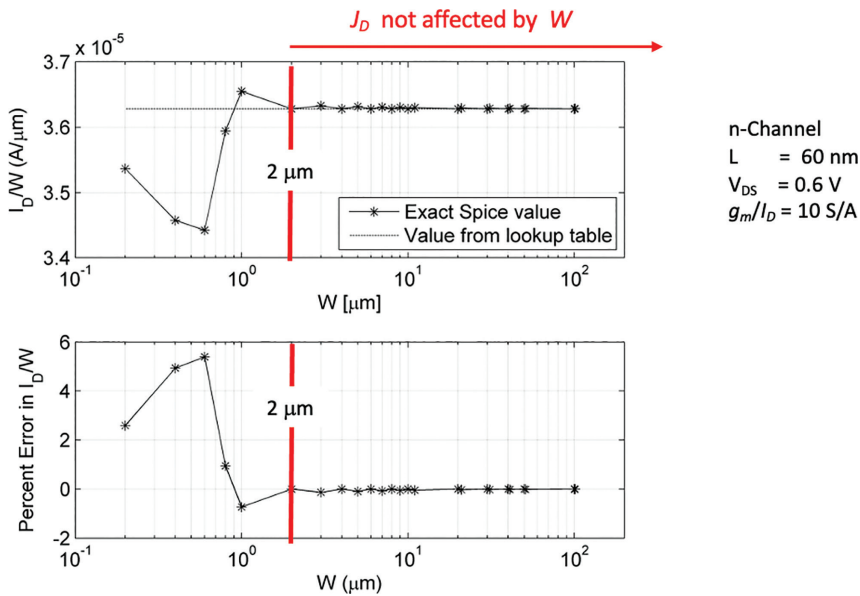 J_D not affected by W
x 10^-5
3.7
3.6
3.5
3.4
I_D/W (A/μm)
2 μm
Exact Spice value
Value from lookup table
10^-1
10^0
10^1
10^2
W [μm]
n-Channel
L = 60 nm
V_DS = 0.6 V
g_m/I_D = 10 S/A
6
4
2
0
-2
Percent Error in I_D/W
2 μm
10^-1
10^0
10^1
10^2
W (μm)